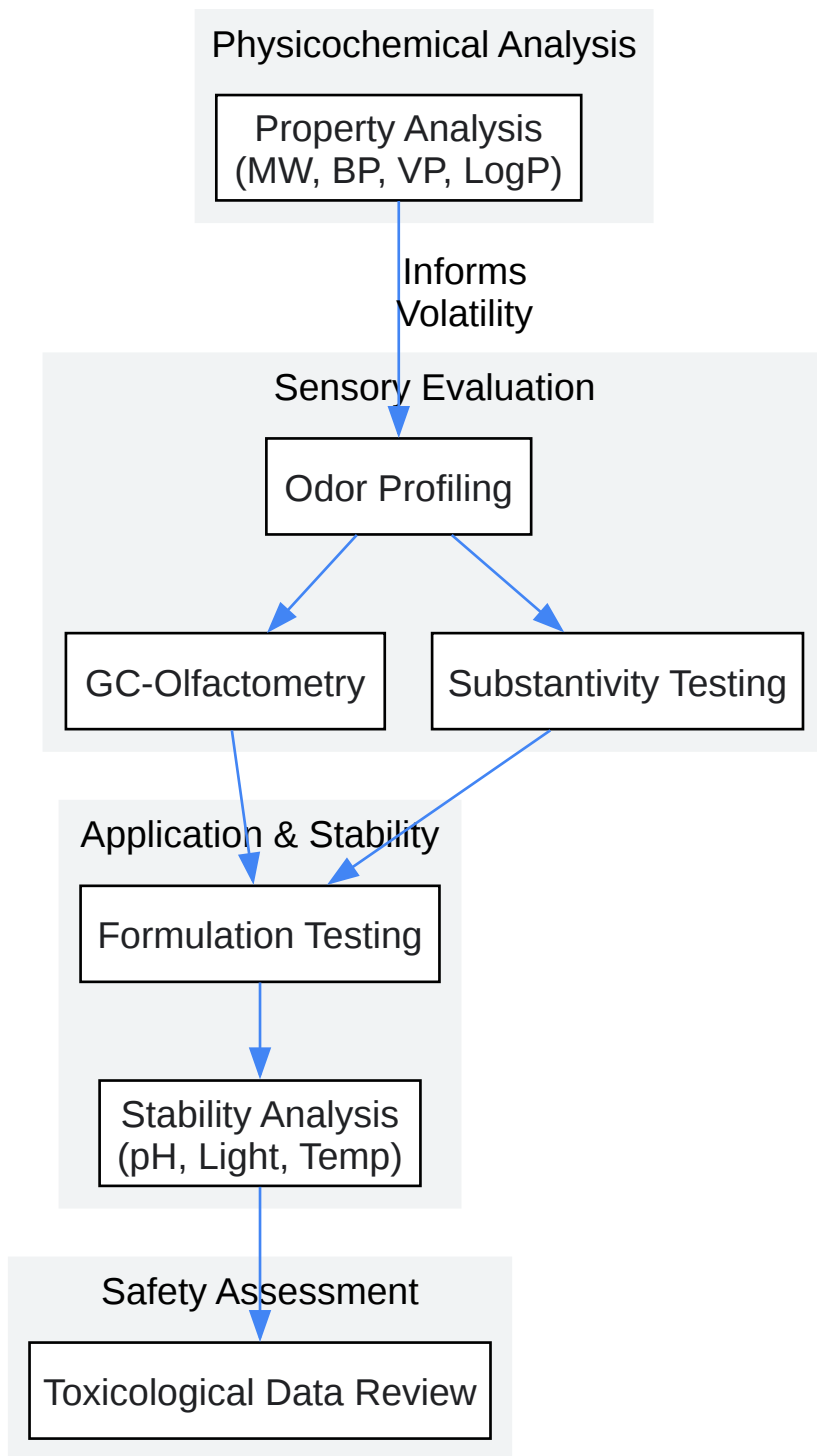 Physicochemical Analysis
Property Analysis
(MW, BP, VP, LogP)
Informs
Volatility
Sensory Evaluation
Odor Profiling
GC-Olfactometry
Substantivity Testing
Application & Stability
Formulation Testing
Stability Analysis
(pH, Light, Temp)
Safety Assessment
Toxicological Data Review